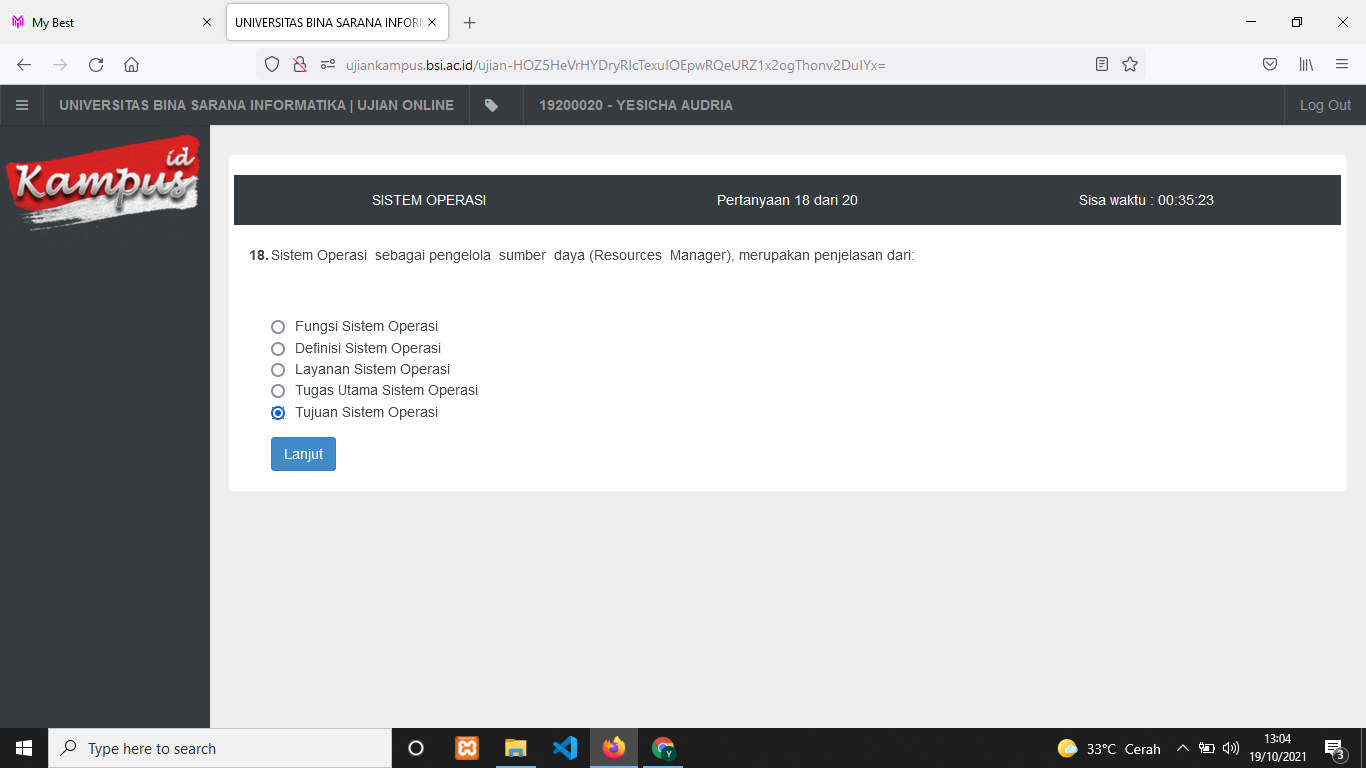 My Best
UNIVERSITAS BINA SARANA INFORM
ujiankampus.bsi.ac.id/ujian-HOZ5HeVrHYDryRIcTexuIOEpwRQeURZ1x2ogThonv2DuIYx=
UNIVERSITAS BINA SARANA INFORMATIKA | UJIAN ONLINE
19200020 - YESICHA AUDRIA
Log Out
Kampus id
SISTEM OPERASI
Pertanyaan 18 dari 20
Sisa waktu : 00:35:23
18. Sistem Operasi sebagai pengelola sumber daya (Resources Manager), merupakan penjelasan dari:
Fungsi Sistem Operasi
Definisi Sistem Operasi
Layanan Sistem Operasi
Tugas Utama Sistem Operasi
Tujuan Sistem Operasi
Lanjut
Type here to search
Y
33°C Cerah
13:04
19/10/2021
3